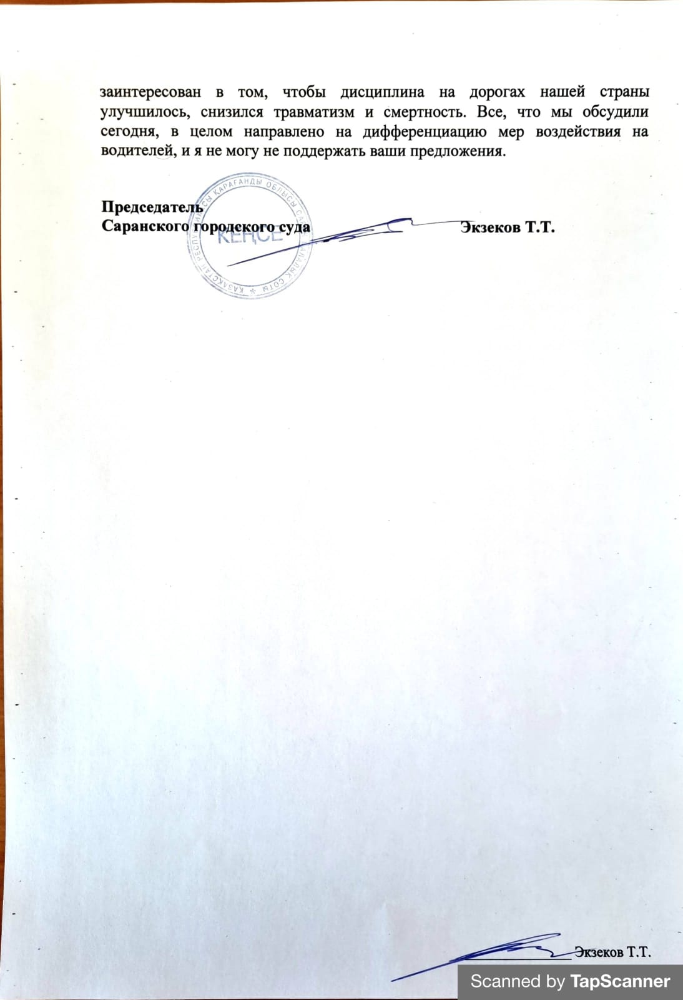 заинтересован в том, чтобы дисциплина на дорогах нашей страны
улучшилось, снизился травматизм и смертность. Все, что мы обсудили
сегодня, в целом направлено на дифференциацию мер воздействия на
водителей, и я не могу не поддержать ваши предложения.
Председатель
Саранского городского суда
Экзеков Т.Т.
ҚАЗАҚСТАН РЕСПУБЛИКАСЫ ҚАРАҒАНДЫ ОБЛЫСЫ ҚАЛАЛЫҚ СОТЫ
КЕҢСЕ
Экзеков Т.Т.
Scanned by TapScanner